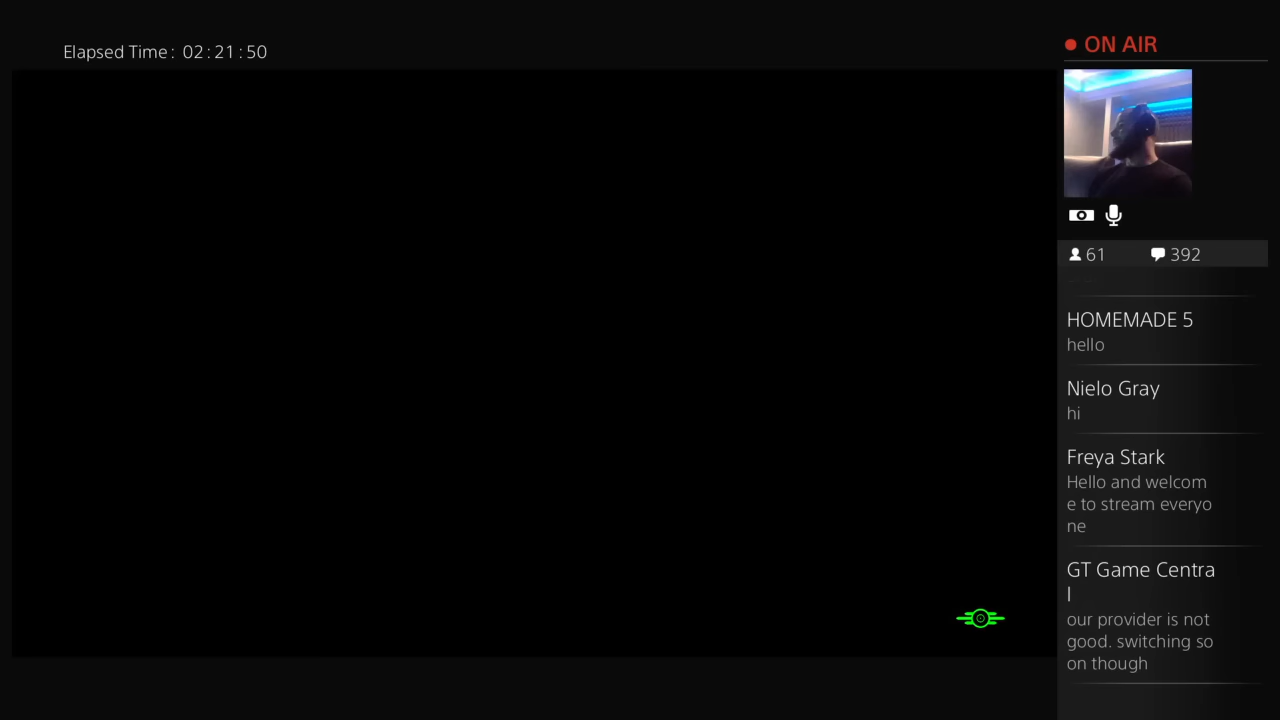 Elapsed Time: 02:21:50
ON AIR
61 392
HOMEMADE 5
hello
Nielo Gray
hi
Freya Stark
Hello and welcom
e to stream everyo
ne
GT Game Centra
l
our provider is not
good. switching so
on though